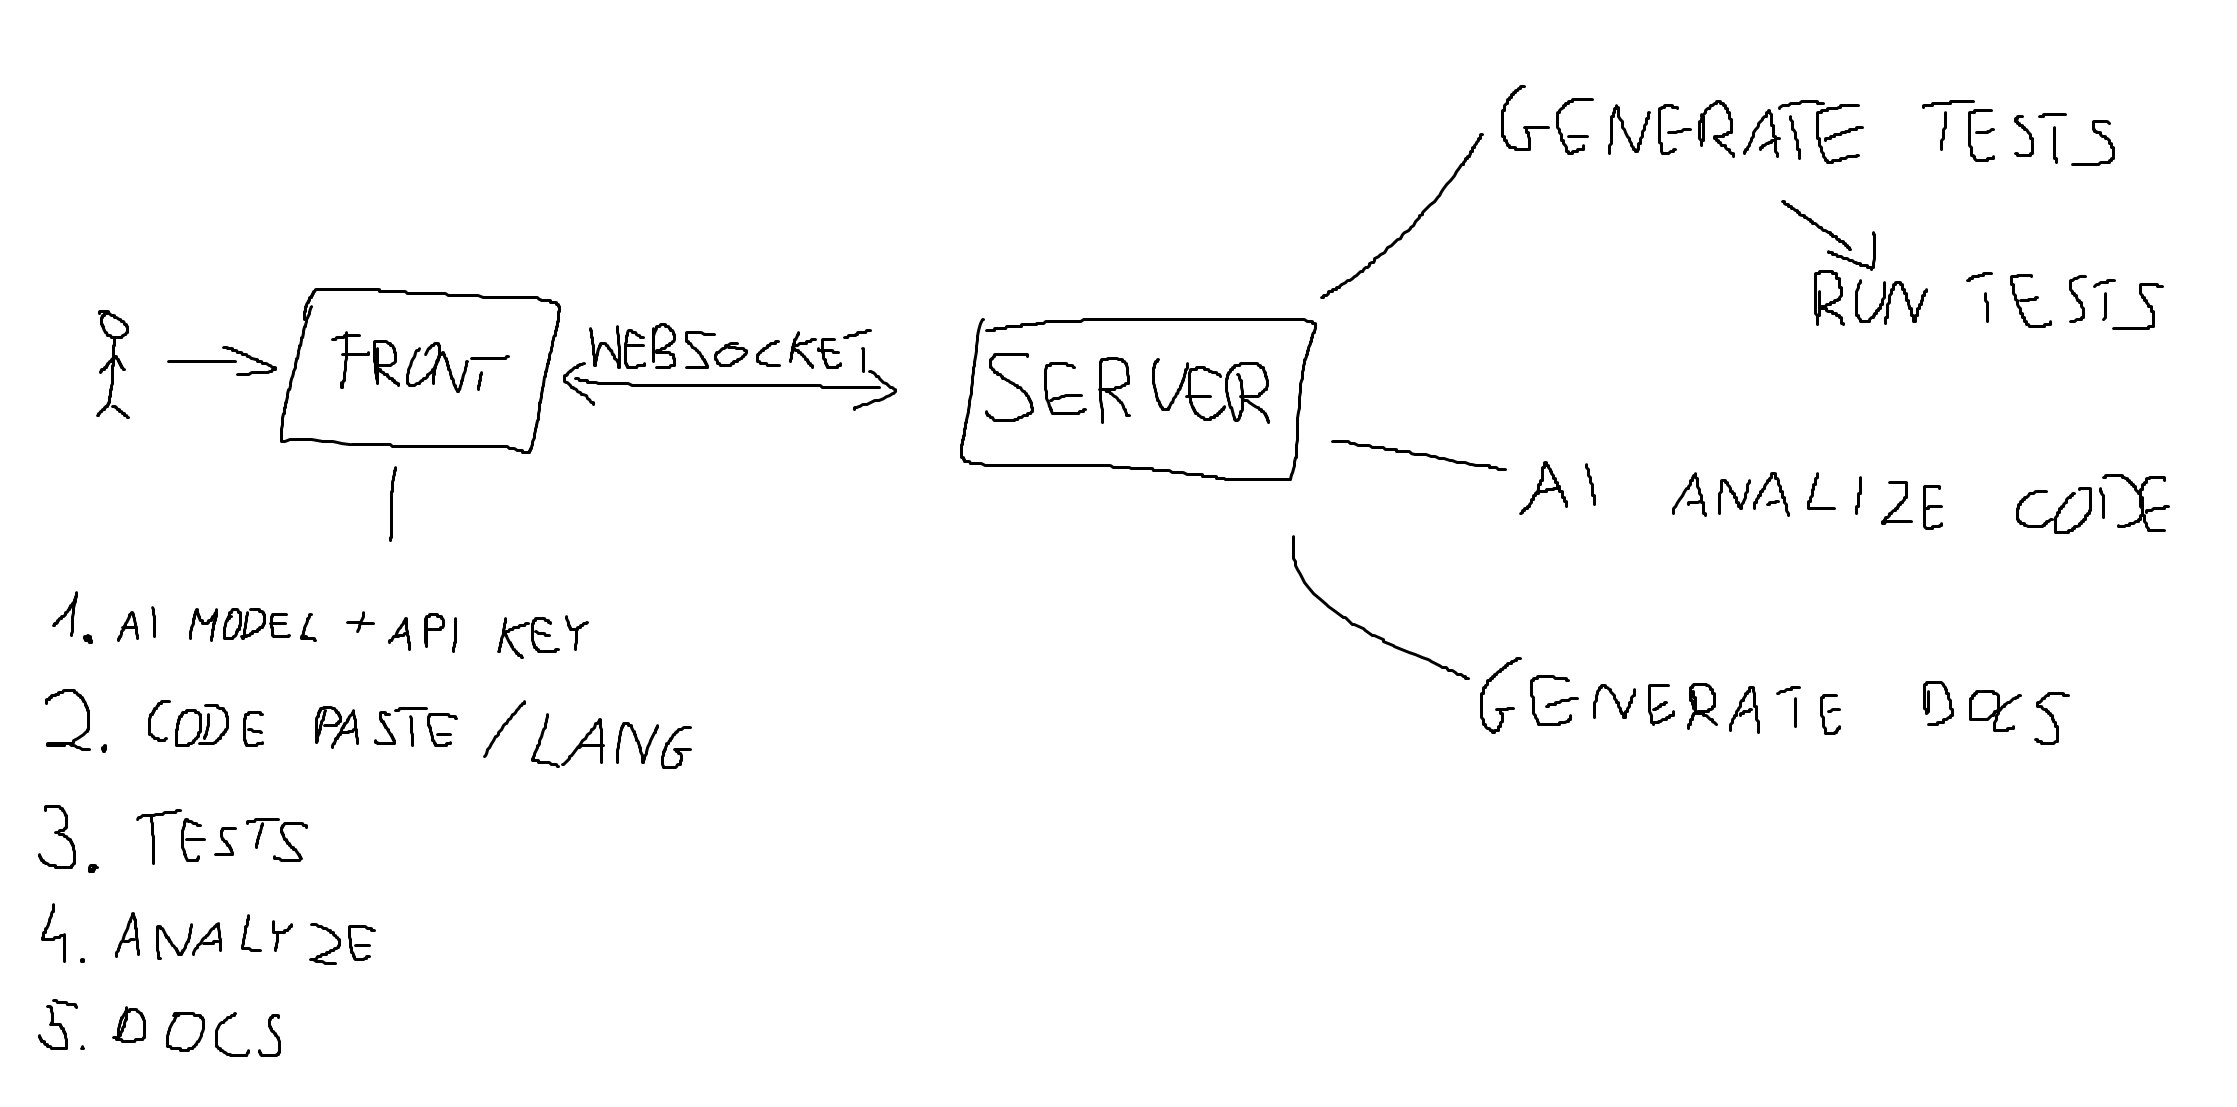 GENERATE TESTS
RUN TESTS
FRONT
WEBSOCKET
SERVER
AI ANALIZE CODE
GENERATE DOCS
1. AI MODEL + API KEY
2. CODE PASTE / LANG
3. TESTS
4. ANALYZE
5. DOCS